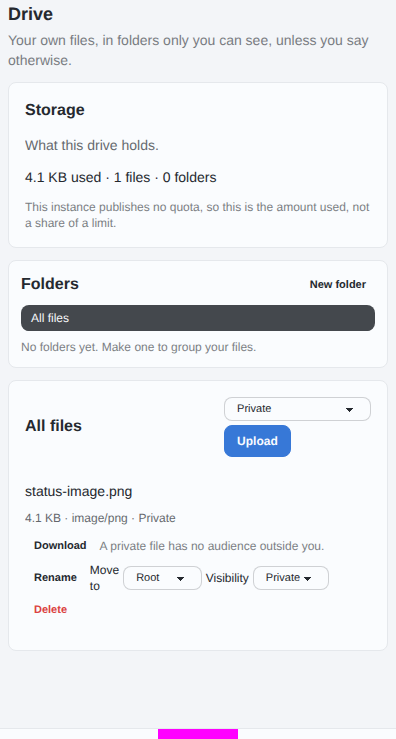 Drive
Your own files, in folders only you see, unless you say
otherwise.
Storage
What this drive holds.
4.1 KB used · 1 files · 0 folders
This instance publishes no quota, so this is the amount used, not
a share of a limit.
Folders
New folder
All files
No folders yet. Make one to group your files.
All files
Private
Upload
status-image.png
4.1 KB · image/png · Private
Download A private file has no audience outside you.
Rename Move to Root Visibility Private
Delete